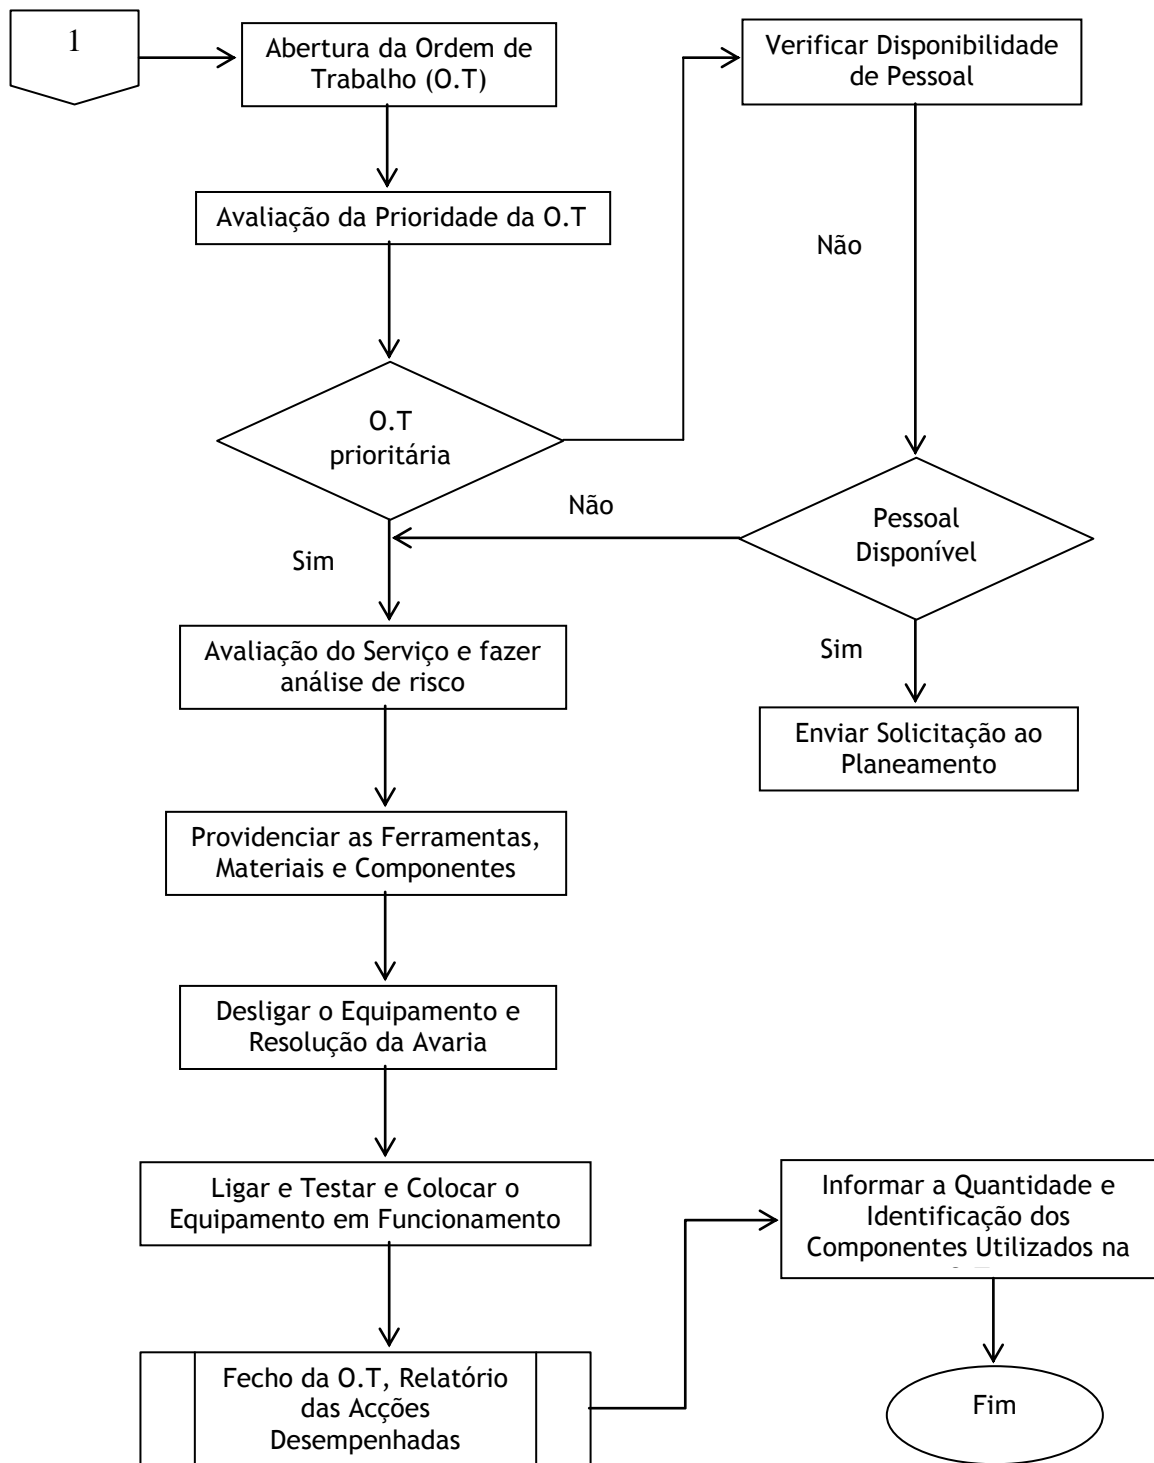 1
Abertura da Ordem de
Trabalho (O.T)
Verificar Disponibilidade
de Pessoal
Avaliação da Prioridade da O.T
Não
O.T
prioritária
Não
Pessoal
Disponível
Sim
Avaliação do Serviço e fazer
análise de risco
Sim
Enviar Solicitação ao
Planeamento
Providenciar as Ferramentas,
Materiais e Componentes
Desligar o Equipamento e
Resolução da Avaria
Ligar e Testar e Colocar o
Equipamento em Funcionamento
Informar a Quantidade e
Identificação dos
Componentes Utilizados na
Fecho da O.T, Relatório
das Acções
Desempenhadas
Fim